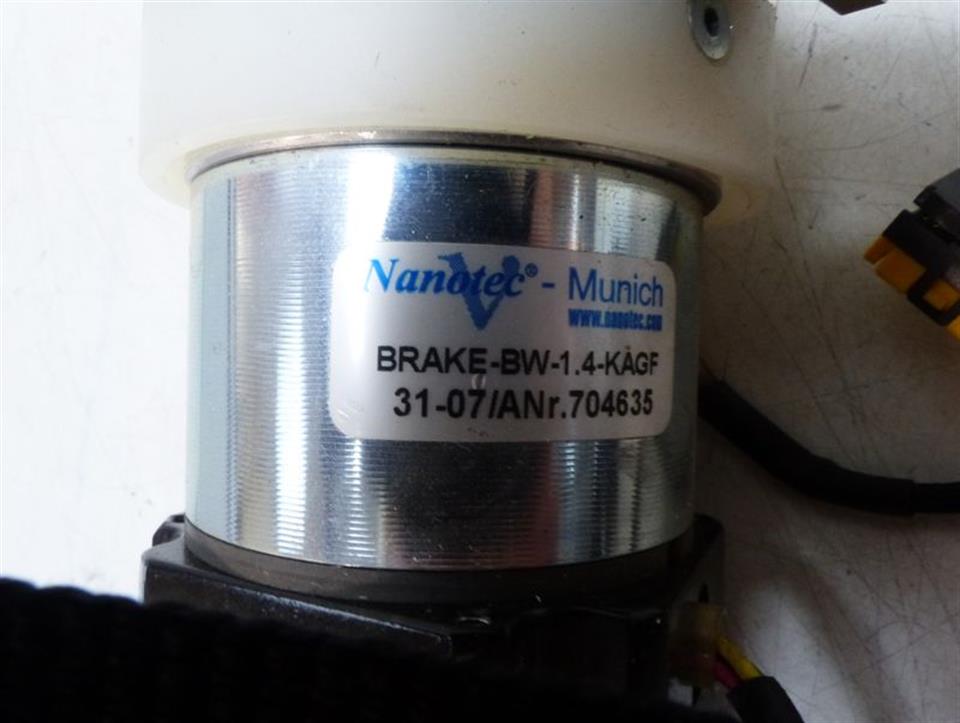 Nanotec® - Munich
www.nanotec.com
BRAKE-BW-1.4-KAGF
31-07/ANr.704635